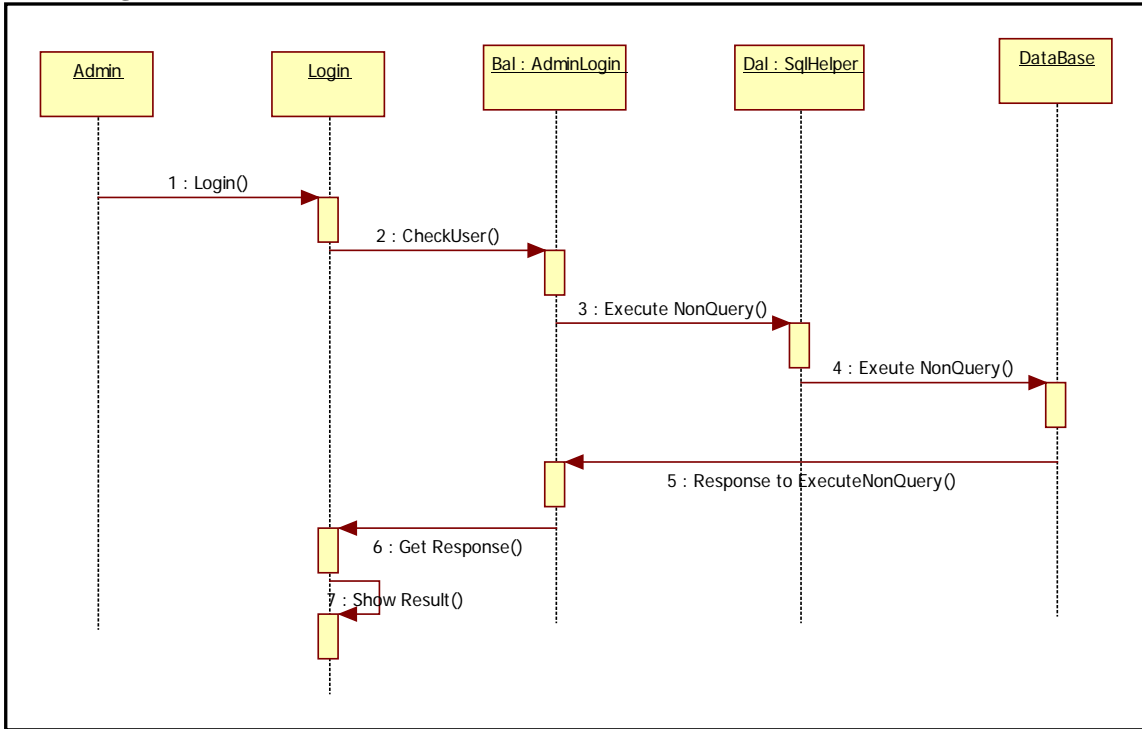 Admin
Login
Bal : AdminLogin
Dal : SqlHelper
DataBase
1 : Login()
2 : CheckUser()
3 : Execute NonQuery()
4 : Exeute NonQuery()
5 : Response to ExecuteNonQuery()
6 : Get Response()
7 : Show Result()